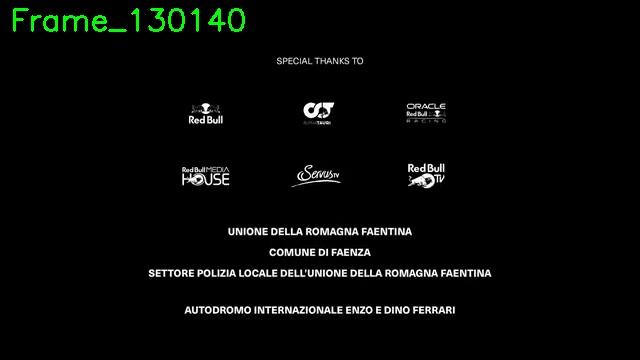 Frame_130140
SPECIAL THANKS TO
Red Bull
ALPHATAURI
ORACLE
Red Bull
RACING
Red Bull MEDIA
HOUSE
ServusTV
Red Bull
TV
UNIONE DELLA ROMAGNA FAENTINA
COMUNE DI FAENZA
SETTORE POLIZIA LOCALE DELL'UNIONE DELLA ROMAGNA FAENTINA
AUTODROMO INTERNAZIONALE ENZO E DINO FERRARI